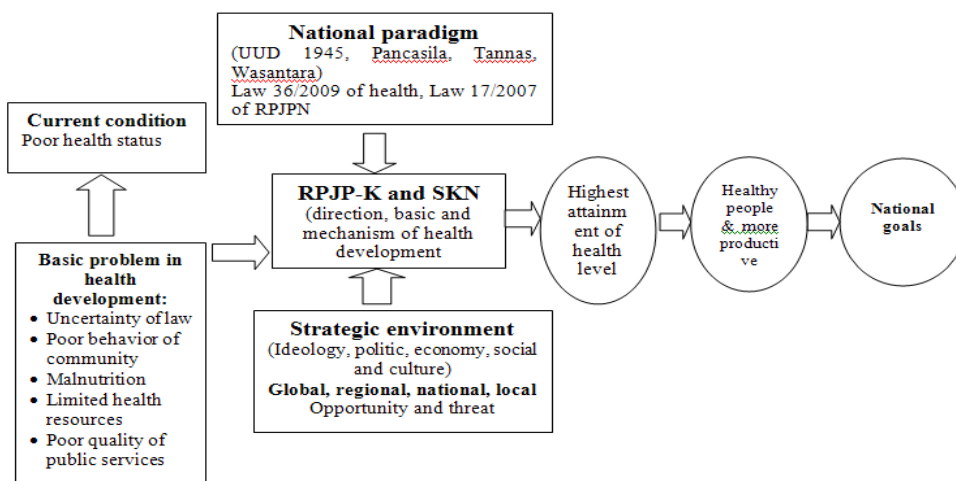 National paradigm
(UUD 1945, Pancasila, Tannas,
Wasantara)
Law 36/2009 of health, Law 17/2007
of RPJPN
Current condition
Poor health status
RPJP-K and SKN
(direction, basic and
mechanism of health
development)
Highest
attainm
ent of
health
level
Healthy
people
& more
producti
ve
National
goals
Basic problem in
health
development:
• Uncertainty of law
• Poor behavior of
community
• Malnutrition
• Limited health
resources
• Poor quality of
public services
Strategic environment
(Ideology, politic, economy, social
and culture)
Global, regional, national, local
Opportunity and threat